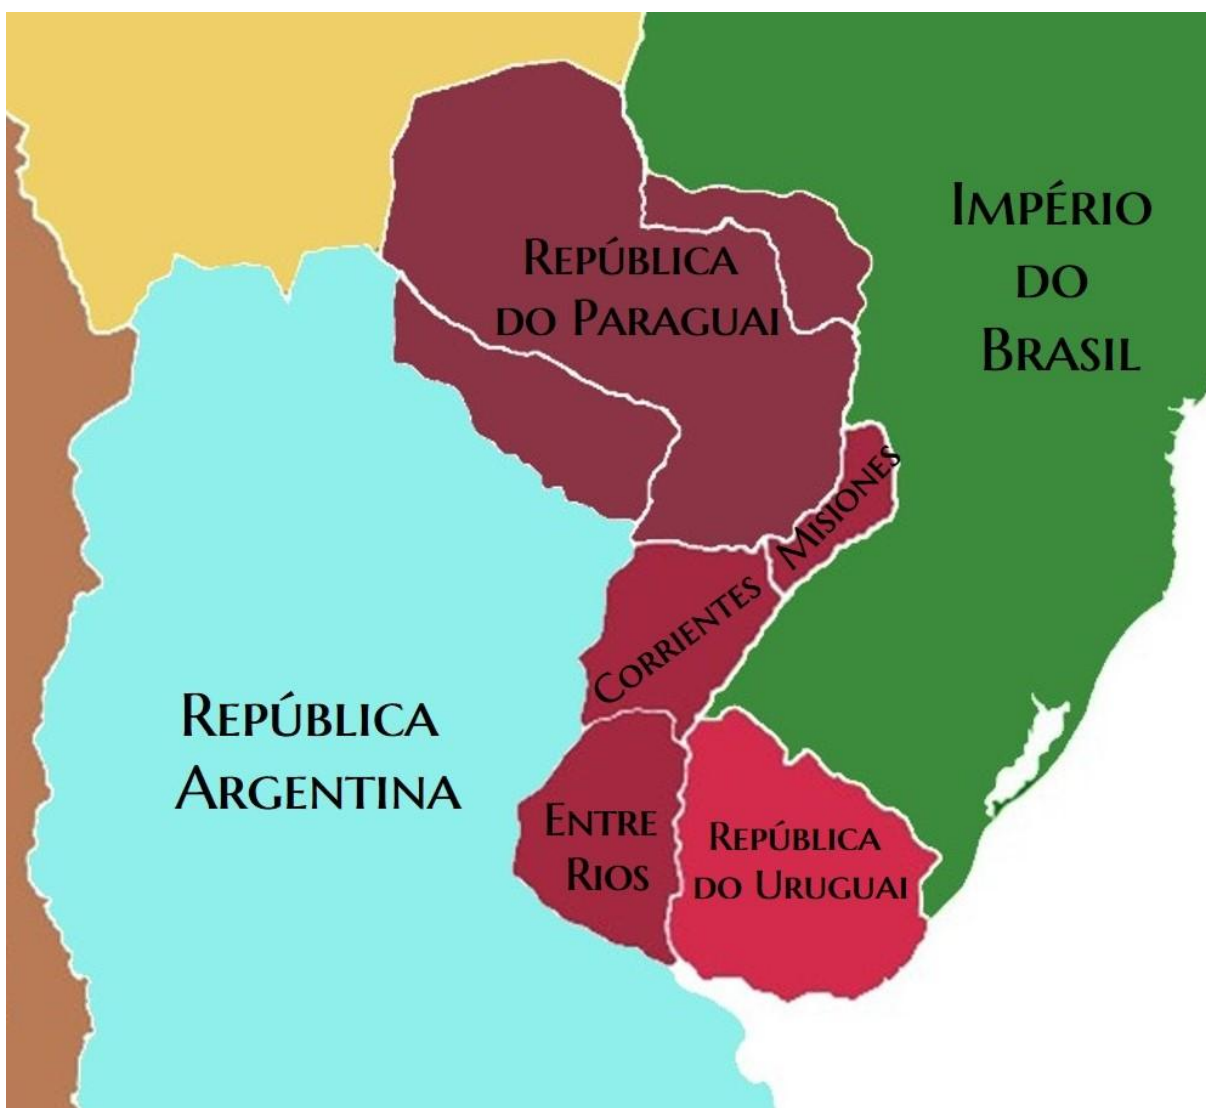 Império
do
Brasil
República
do Paraguai
Misiones
Corrientes
República
Argentina
Entre
Rios
República
do Uruguai